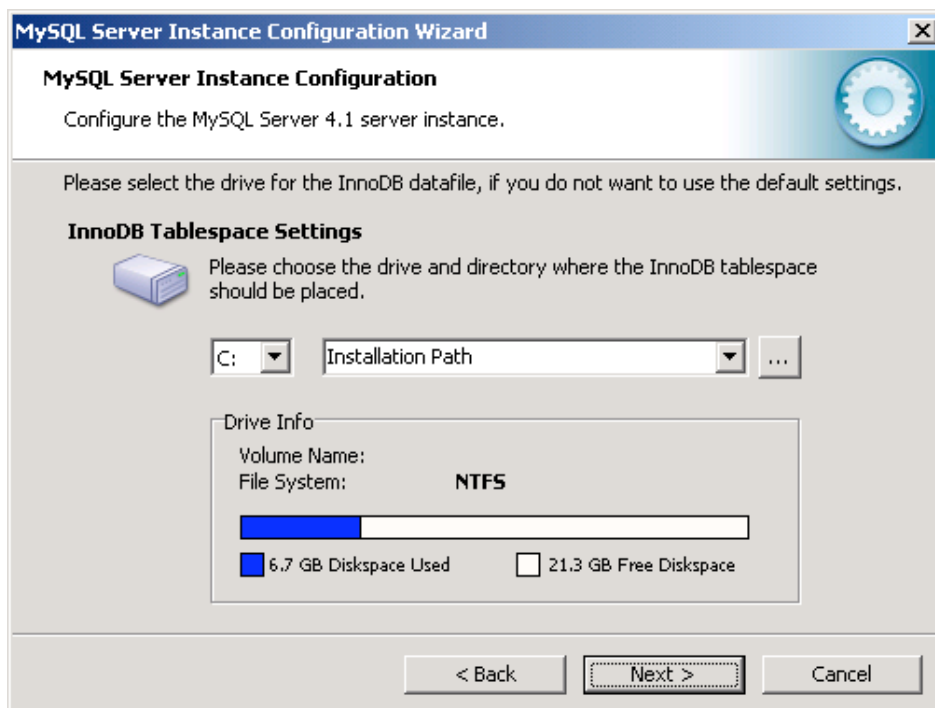 MySQL Server Instance Configuration Wizard
MySQL Server Instance Configuration
Configure the MySQL Server 4.1 server instance.
Please select the drive for the InnoDB datafile, if you do not want to use the default settings.
InnoDB Tablespace Settings
Please choose the drive and directory where the InnoDB tablespace
should be placed.
C: Installation Path ...
Drive Info
Volume Name:
File System: NTFS
6.7 GB Diskspace Used 21.3 GB Free Diskspace
< Back Next > Cancel